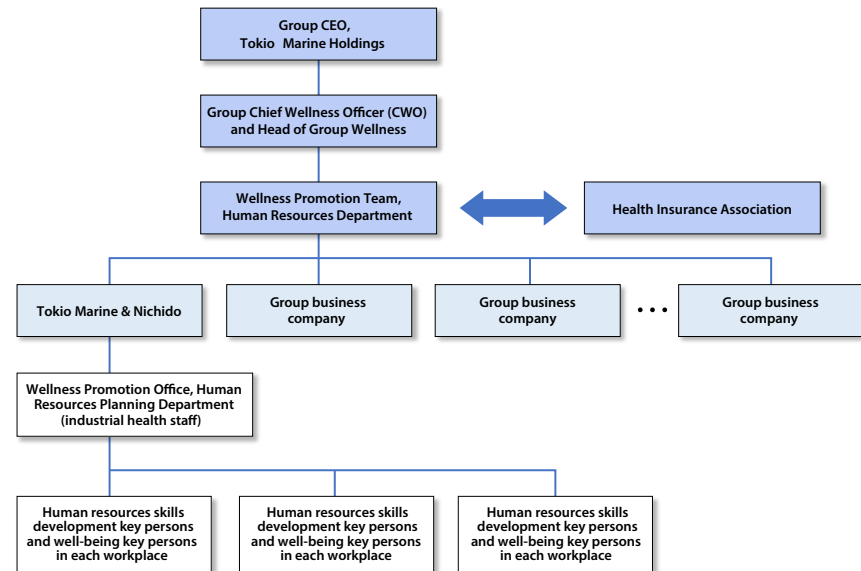 Group CEO,
Tokio Marine Holdings
Group Chief Wellness Officer (CWO)
and Head of Group Wellness
Wellness Promotion Team,
Human Resources Department
Health Insurance Association
Tokio Marine & Nichido
Group business
company
Group business
company
...
Group business
company
Wellness Promotion Office, Human
Resources Planning Department
(industrial health staff)
Human resources skills
development key persons
and well-being key persons
in each workplace
Human resources skills
development key persons
and well-being key persons
in each workplace
Human resources skills
development key persons
and well-being key persons
in each workplace